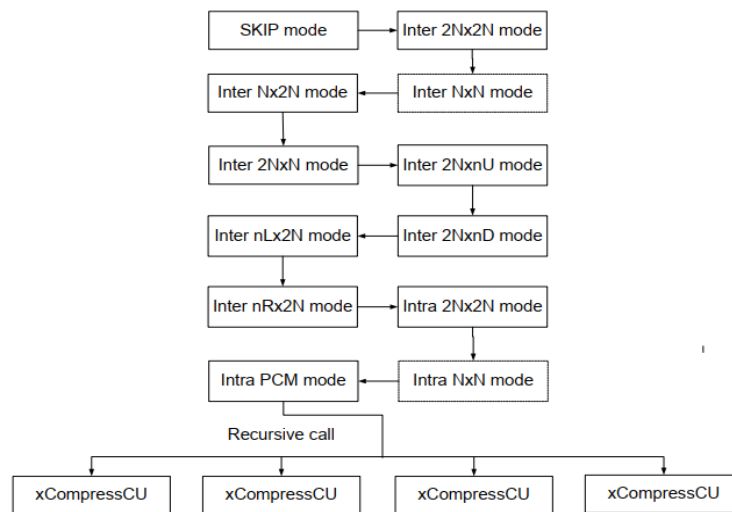 SKIP mode
Inter 2Nx2N mode
Inter Nx2N mode
Inter NxN mode
Inter 2NxN mode
Inter 2NxnU mode
Inter nLx2N mode
Inter 2NxnD mode
Inter nRx2N mode
Intra 2Nx2N mode
Intra PCM mode
Intra NxN mode
Recursive call
xCompressCU
xCompressCU
xCompressCU
xCompressCU